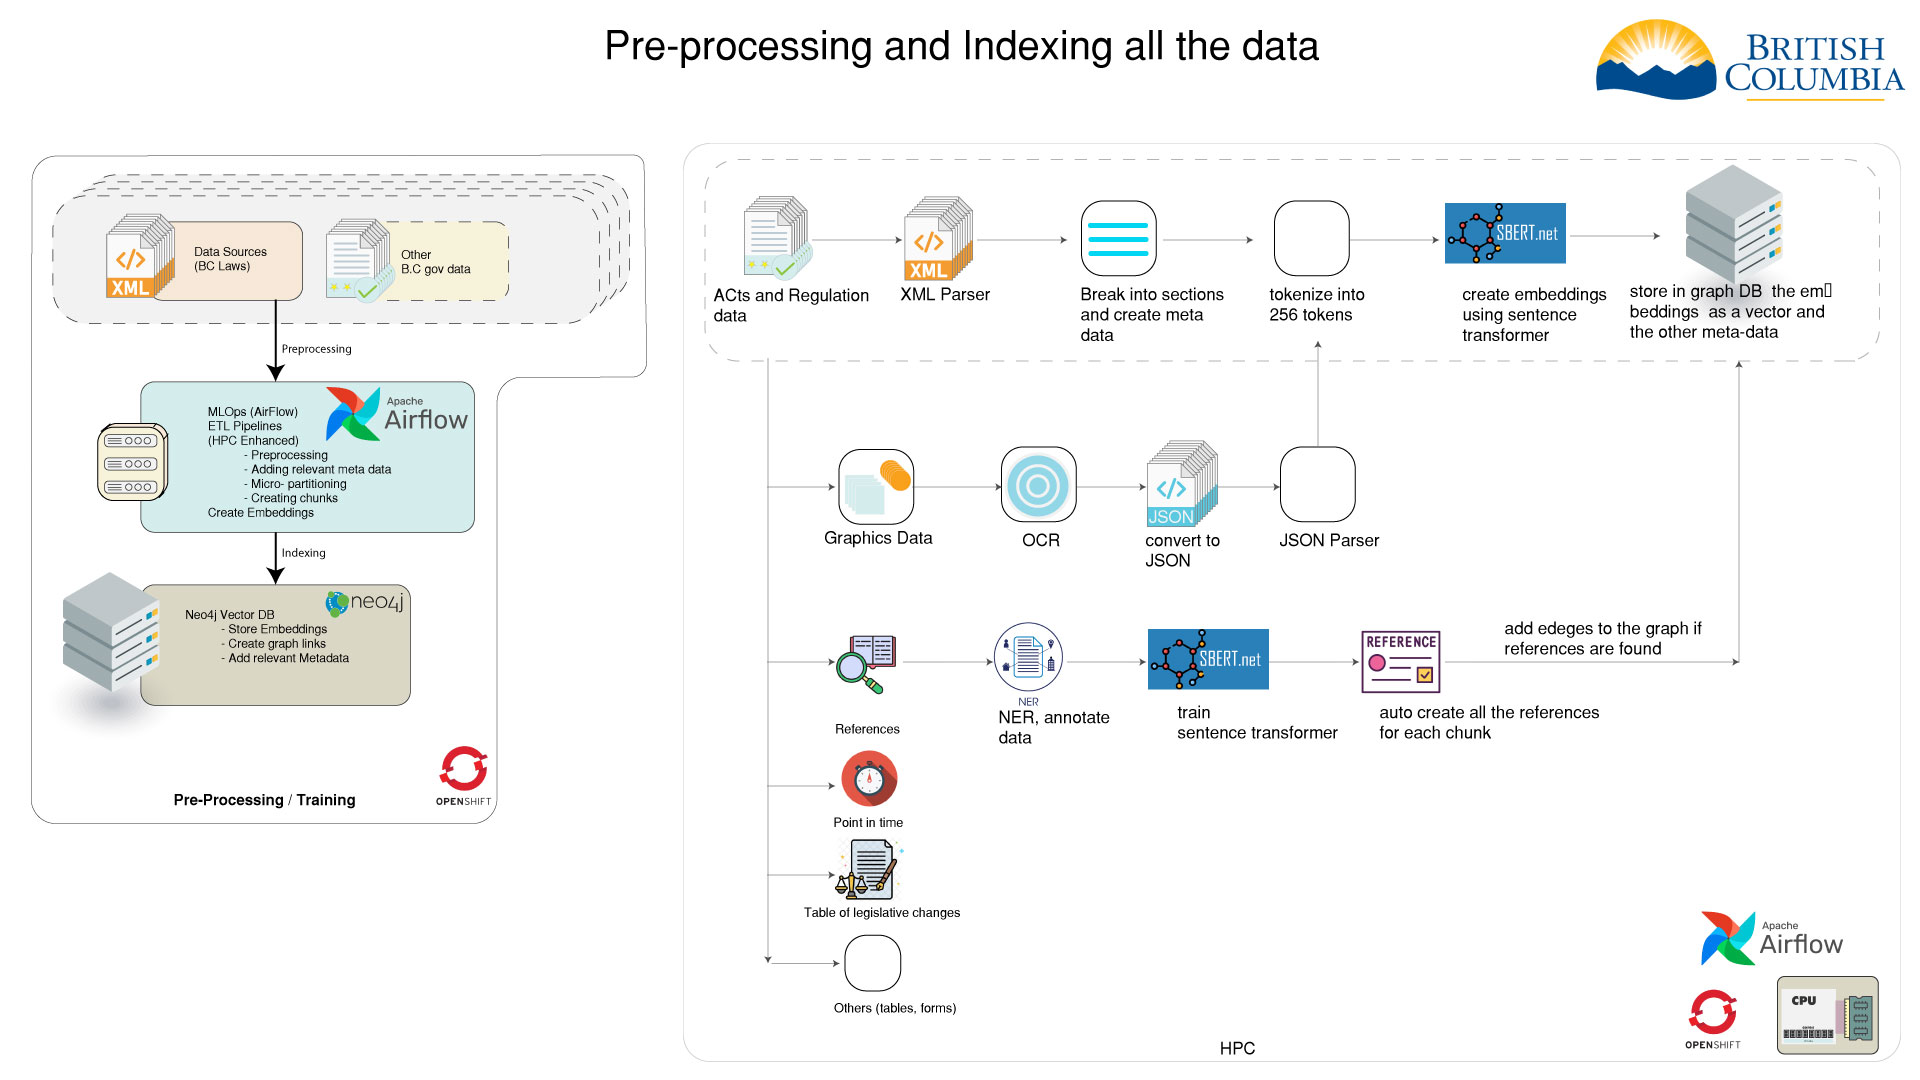 Pre-processing and Indexing all the data
BRITISH
COLUMBIA
XML
Data Sources
(BC Laws)
Other
B.C gov data
Preprocessing
MLOps (AirFlow)
ETL Pipelines
(HPC Enhanced)
- Preprocessing
- Adding relevant meta data
- Micro- partitioning
- Creating chunks
Create Embeddings
Apache
Airflow
Indexing
Neo4j Vector DB
- Store Embeddings
- Create graph links
- Add relevant Metadata
neo4j
Pre-Processing / Training
OPENSHIFT
ACts and Regulation
data
XML
XML Parser
Break into sections
and create meta
data
tokenize into
256 tokens
SBERT.net
create embeddings
using sentence
transformer
store in graph DB the em
beddings as a vector and
the other meta-data
Graphics Data
OCR
JSON
convert to
JSON
JSON Parser
References
NER
NER, annotate
data
SBERT.net
train
sentence transformer
REFERENCE
auto create all the references
for each chunk
add edeges to the graph if
references are found
Point in time
Table of legislative changes
Others (tables, forms)
Apache
Airflow
OPENSHIFT
CPU
HPC